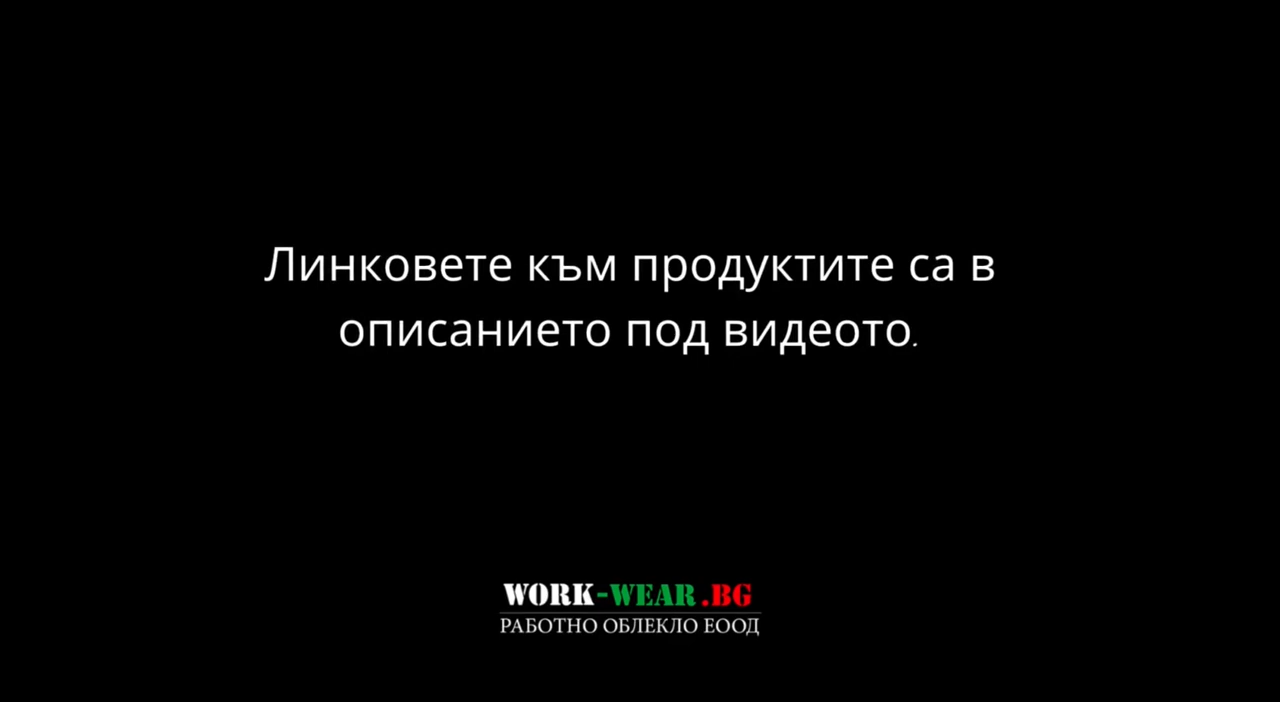 Линковете към продуктите са в
описанието под видеото.
WORK-WEAR.BG
РАБОТНО ОБЛЕКЛО ЕООД